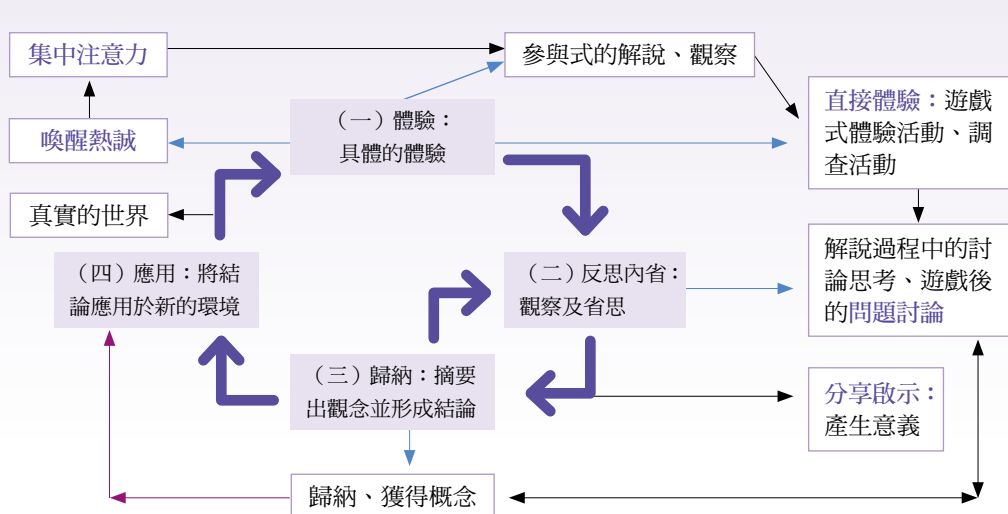 集中注意力
參與式的解說、觀察
直接體驗：遊戲
式體驗活動、調
查活動
（一）體驗：
具體的體驗
喚醒熱誠
真實的世界
解說過程中的討
論思考、遊戲後
的問題討論
（四）應用：將結
論應用於新的環境
（二）反思內省：
觀察及省思
（三）歸納：摘要
出觀念並形成結論
分享啟示：
產生意義
歸納、獲得概念